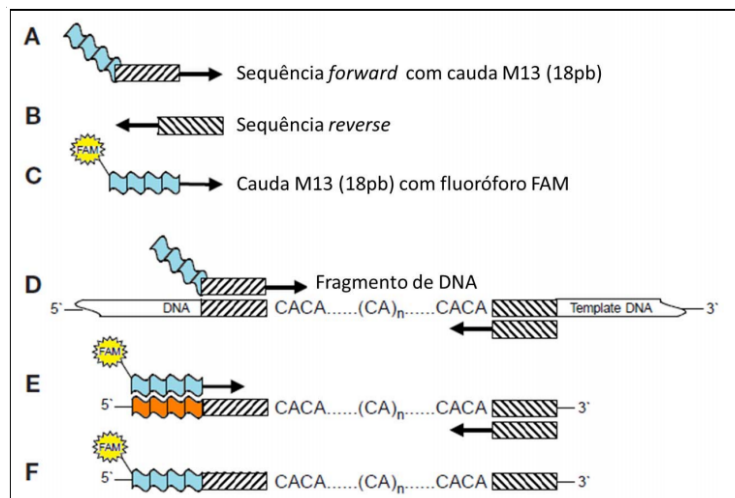 A
Sequência forward com cauda M13 (18pb)
B
Sequência reverse
FAM
C
Cauda M13 (18pb) com fluoróforo FAM
D
Fragmento de DNA
5` DNA CACA......(CA)n......CACA Template DNA 3`
FAM
E
5` CACA......(CA)n......CACA 3`
FAM
F
5` CACA......(CA)n......CACA 3`